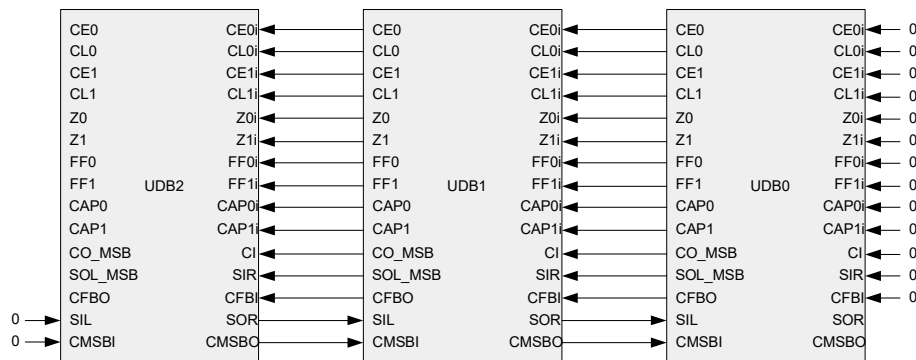 CE0 CE0i CE0 CE0i CE0 CE0i 0
CL0 CL0i CL0 CL0i CL0 CL0i 0
CE1 CE1i CE1 CE1i CE1 CE1i 0
CL1 CL1i CL1 CL1i CL1 CL1i 0
Z0 Z0i Z0 Z0i Z0 Z0i 0
Z1 Z1i Z1 Z1i Z1 Z1i 0
FF0 FF0i FF0 FF0i FF0 FF0i 0
FF1 UDB2 FF1i FF1 UDB1 FF1i FF1 UDB0 FF1i 0
CAP0 CAP0i CAP0 CAP0i CAP0 CAP0i 0
CAP1 CAP1i CAP1 CAP1i CAP1 CAP1i 0
CO_MSB CI CO_MSB CI CO_MSB CI 0
SOL_MSB SIR SOL_MSB SIR SOL_MSB SIR 0
CFBO CFBI CFBO CFBI CFBO CFBI 0
0 SIL SOR SIL SOR SIL SOR
0 CMSBI CMSBO CMSBI CMSBO CMSBI CMSBO